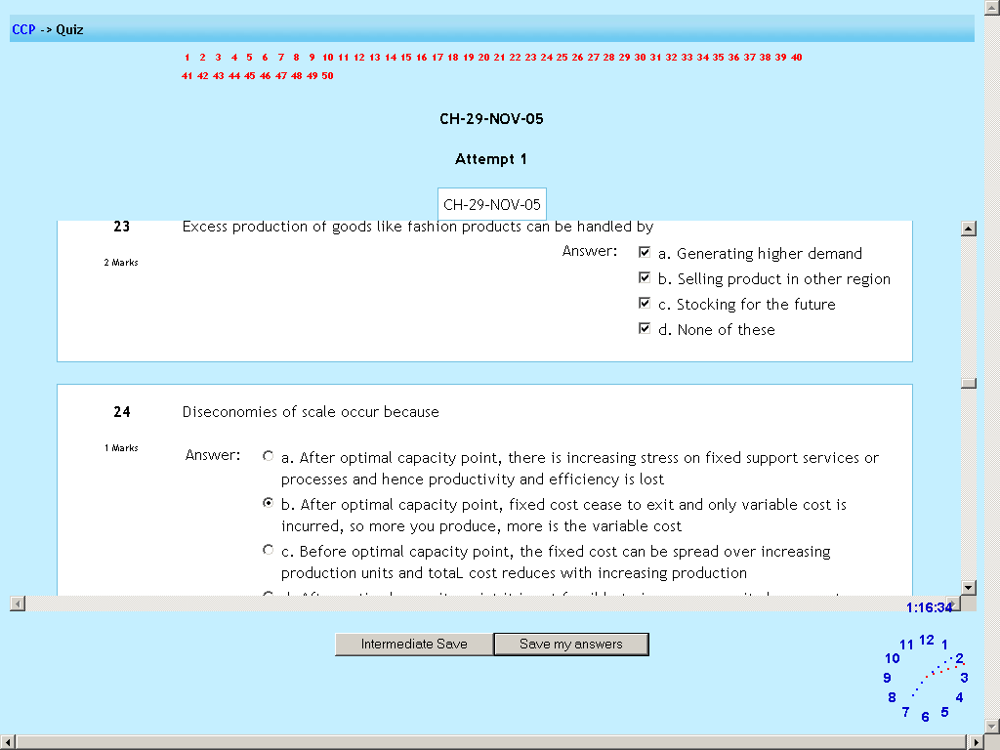 CCP -> Quiz
1 2 3 4 5 6 7 8 9 10 11 12 13 14 15 16 17 18 19 20 21 22 23 24 25 26 27 28 29 30 31 32 33 34 35 36 37 38 39 40
41 42 43 44 45 46 47 48 49 50
CH-29-NOV-05
Attempt 1
CH-29-NOV-05
23 Excess production of goods like fashion products can be handled by
2 Marks
Answer:
a. Generating higher demand
b. Selling product in other region
c. Stocking for the future
d. None of these
24 Diseconomies of scale occur because
1 Marks
Answer:
a. After optimal capacity point, there is increasing stress on fixed support services or
processes and hence productivity and efficiency is lost
b. After optimal capacity point, fixed cost cease to exit and only variable cost is
incurred, so more you produce, more is the variable cost
c. Before optimal capacity point, the fixed cost can be spread over increasing
production units and totaL cost reduces with increasing production
1:16:34
Intermediate Save
Save my answers
12
11 1
10 2
9 3
8 4
7 5
6